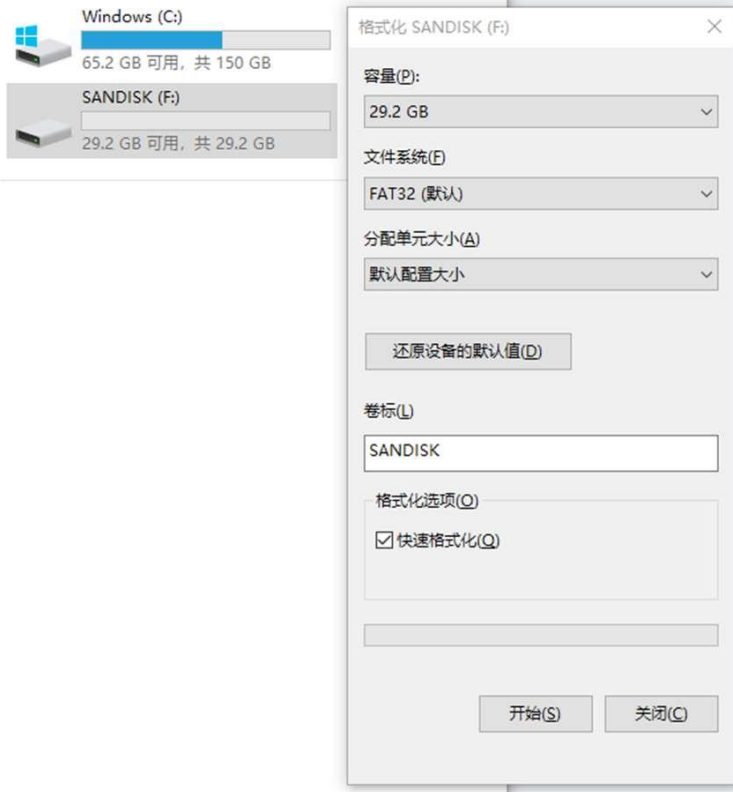 Windows (C:)
65.2 GB 可用，共 150 GB
SANDISK (F:)
29.2 GB 可用，共 29.2 GB
格式化 SANDISK (F:)
容量(P):
29.2 GB
文件系统(F)
FAT32 (默认)
分配单元大小(A)
默认配置大小
还原设备的默认值(D)
卷标(L)
SANDISK
格式化选项(O)
快速格式化(Q)
开始(S)
关闭(C)